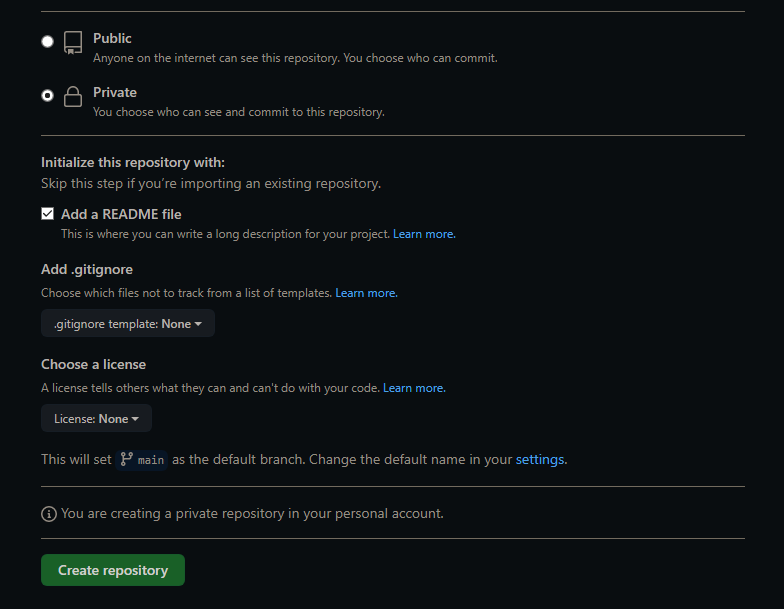 Public
Anyone on the internet can see this repository. You choose who can commit.
Private
You choose who can see and commit to this repository.
Initialize this repository with:
Skip this step if you’re importing an existing repository.
Add a README file
This is where you can write a long description for your project. Learn more.
Add .gitignore
Choose which files not to track from a list of templates. Learn more.
.gitignore template: None
Choose a license
A license tells others what they can and can't do with your code. Learn more.
License: None
This will set main as the default branch. Change the default name in your settings.
You are creating a private repository in your personal account.
Create repository